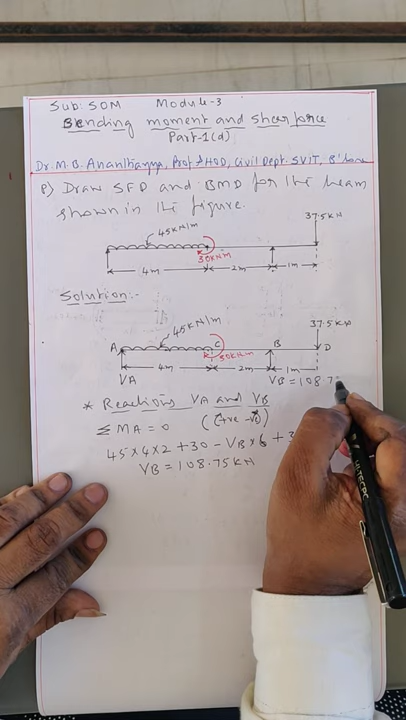 Sub: SOM Module-3
Bending moment and shear force
Part-1(d)
Dr. M.B. Ananthayya, Prof & HOD, Civil Dept. SVIT, B'lore
P) Draw SFD and BMD for the beam
shown in the figure.
37.5KN
45KN/m
30KNm
4m 2m 1m
Solution:-
45KN/m
37.5KN
A C B D
30KNm
4m 2m 1m
VA VB=108.7
* Reactions VA and VB
ΣMA=0 (↻+ve -↺)
45×4×2+30-VB×6+3
VB=108.75KN